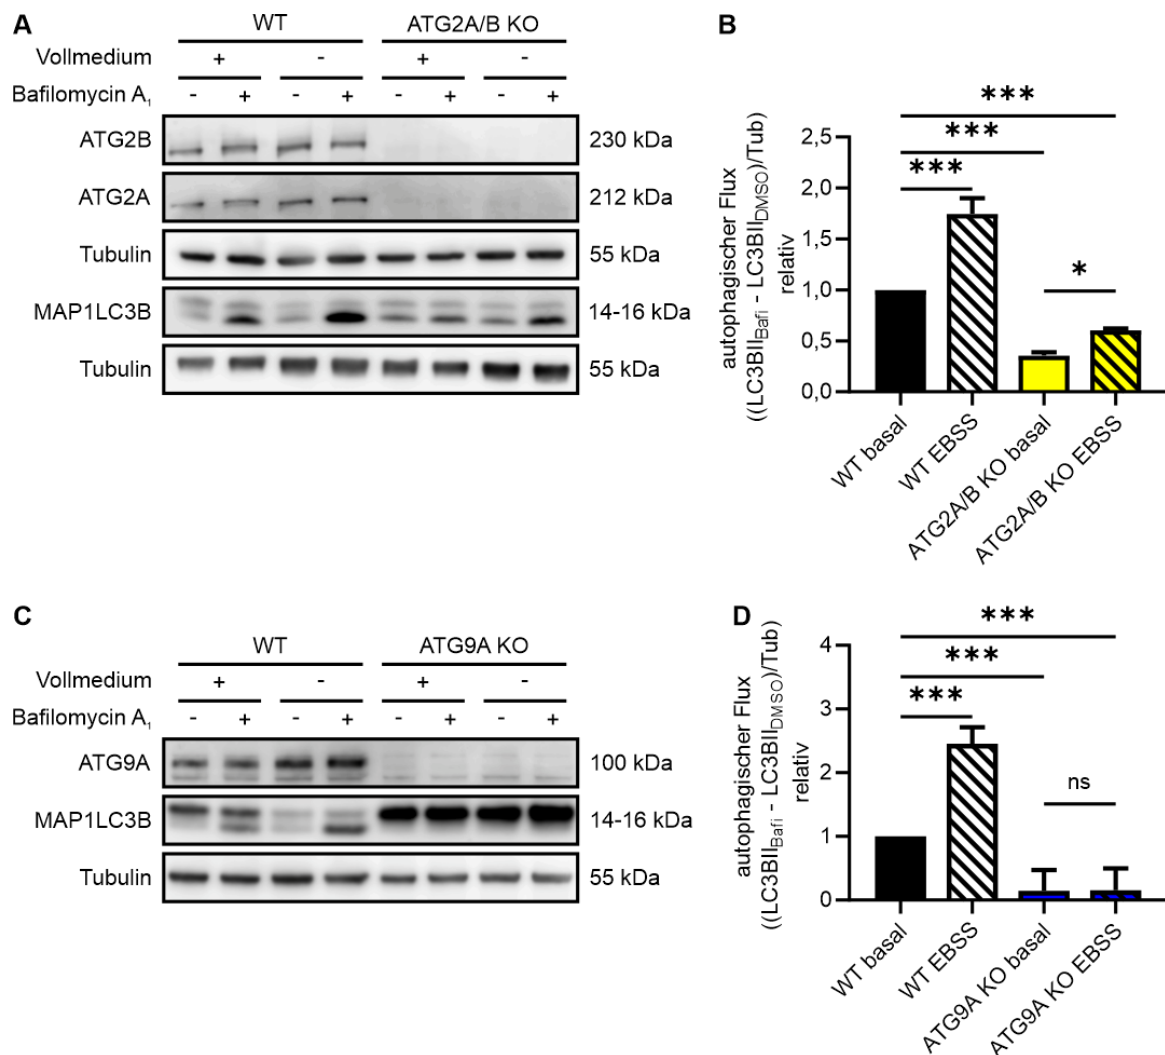 A
WT ATG2A/B KO
Vollmedium + - + -
Bafilomycin A1 - + - + - + - +
ATG2B 230 kDa
ATG2A 212 kDa
Tubulin 55 kDa
MAP1LC3B 14-16 kDa
Tubulin 55 kDa
B
autophagischer Flux
((LC3BIIBafi - LC3BIIDMSO)/Tub)
relativ
2,5
2,0
1,5
1,0
0,5
0,0
***
***
***
*
WT basal
WT EBSS
ATG2A/B KO basal
ATG2A/B KO EBSS
C
WT ATG9A KO
Vollmedium + - + -
Bafilomycin A1 - + - + - + - +
ATG9A 100 kDa
MAP1LC3B 14-16 kDa
Tubulin 55 kDa
D
autophagischer Flux
((LC3BIIBafi - LC3BIIDMSO)/Tub)
relativ
4
3
2
1
0
***
***
***
ns
WT basal
WT EBSS
ATG9A KO basal
ATG9A KO EBSS